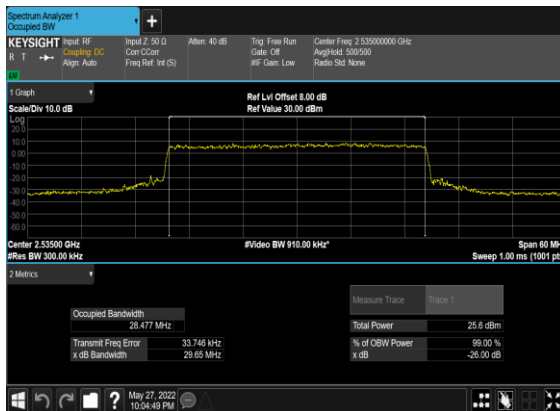 Spectrum Analyzer 1
Occupied BW
KEYSIGHT
R T
Input: RF
Coupling: DC
Align: Auto
Input Z: 50 Ω
Corr CCorr
Freq Ref: Int (S)
Atten: 40 dB
Trig: Free Run
Gate: Off
#IF Gain: Low
Center Freq: 2.535000000 GHz
Avg|Hold: 500/500
Radio Std: None
1 Graph
Scale/Div 10.0 dB
Ref Lvl Offset 8.00 dB
Ref Value 30.00 dBm
Log
20.0
10.0
0.00
-10.0
-20.0
-30.0
-40.0
-50.0
-60.0
Center 2.53500 GHz
#Res BW 300.00 kHz
#Video BW 910.00 kHz*
Span 60 MH
Sweep 1.00 ms (1001 pt
2 Metrics
Measure Trace
Trace 1
Occupied Bandwidth
28.477 MHz
Transmit Freq Error
33.746 kHz
x dB Bandwidth
29.65 MHz
Total Power
25.6 dBm
% of OBW Power
99.00 %
x dB
-26.00 dB
?
May 27, 2022
10:04:49 PM